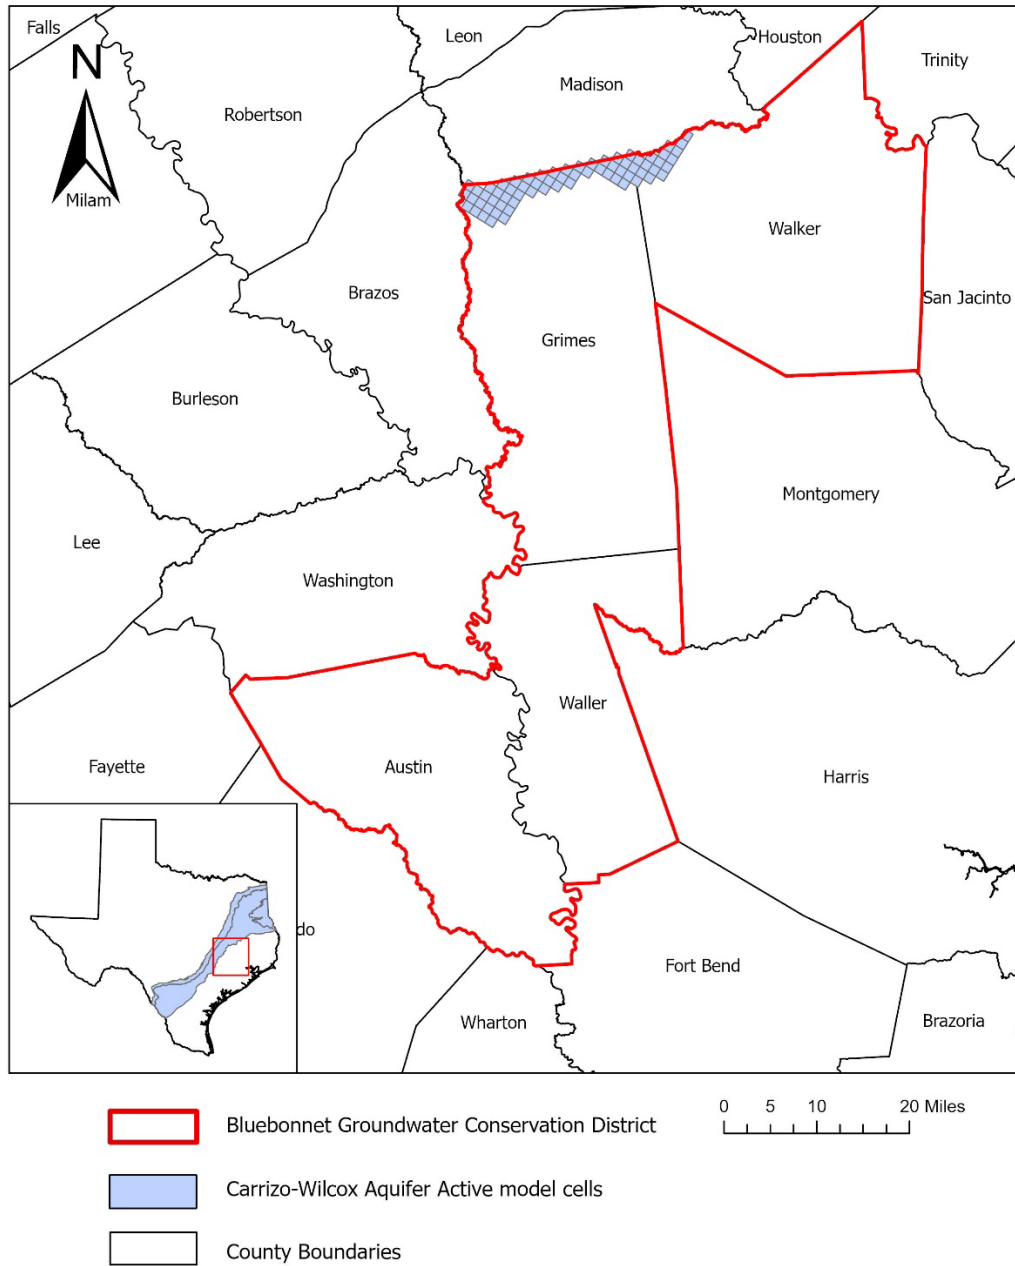 Falls
Leon
Houston
Trinity
N
Madison
Robertson
Milam
Walker
Brazos
San Jacinto
Grimes
Burleson
Montgomery
Lee
Washington
Waller
Fayette
Austin
Harris
do
Fort Bend
Wharton
Brazoria
0 5 10 20 Miles
Bluebonnet Groundwater Conservation District
Carrizo-Wilcox Aquifer Active model cells
County Boundaries